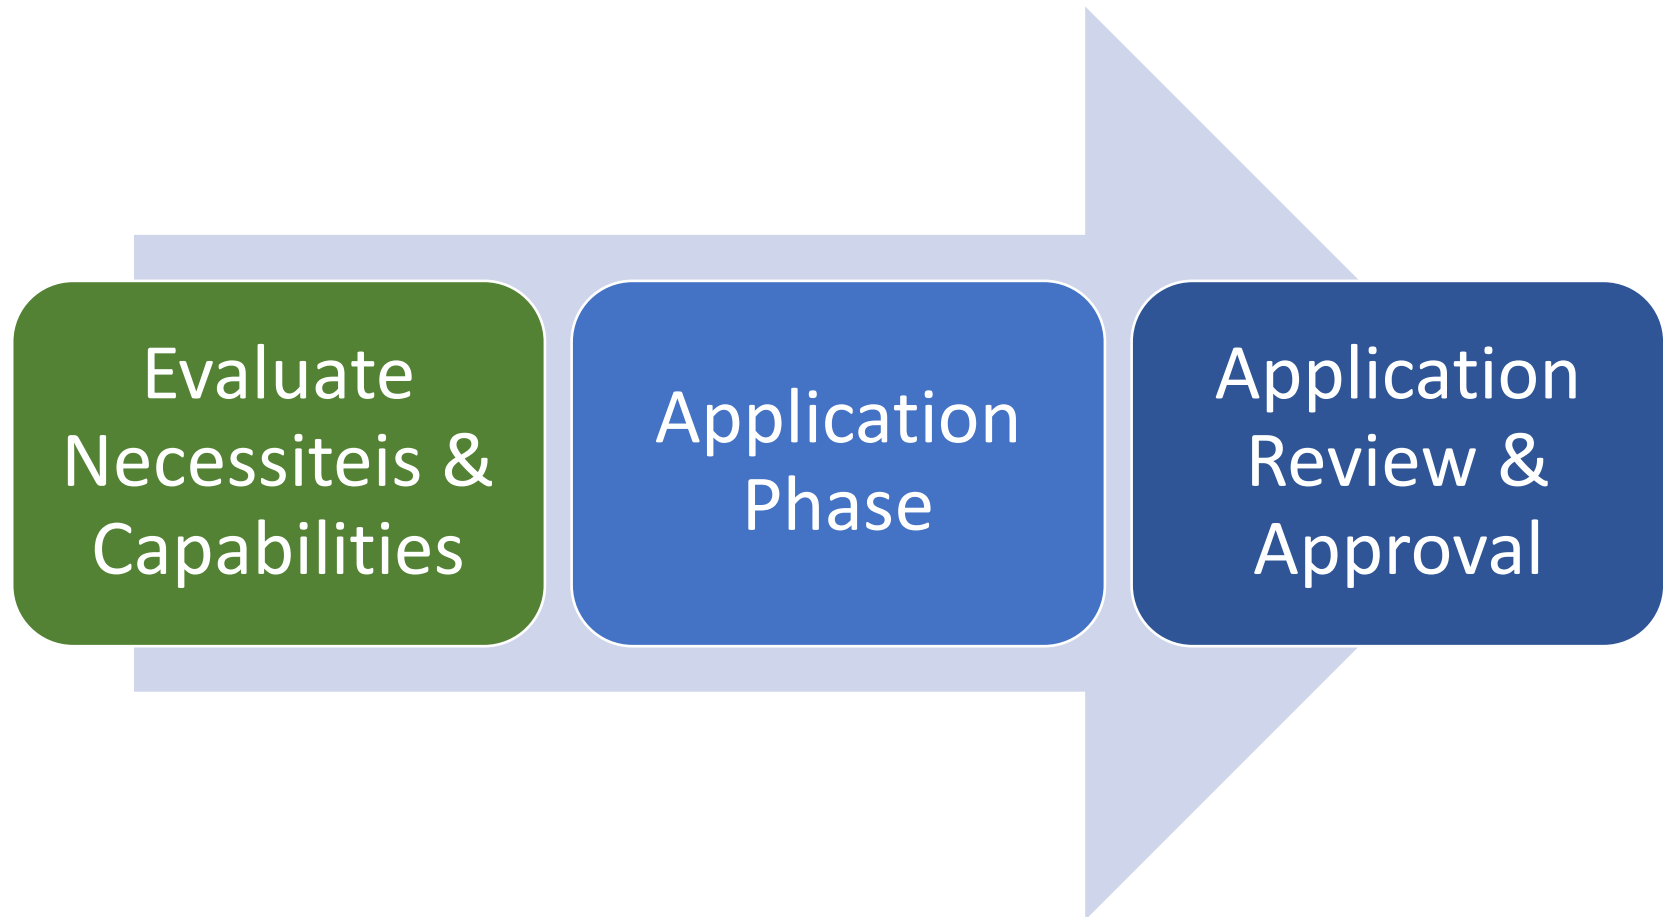 Evaluate
Necessiteis &
Capabilities
Application
Phase
Application
Review &
Approval